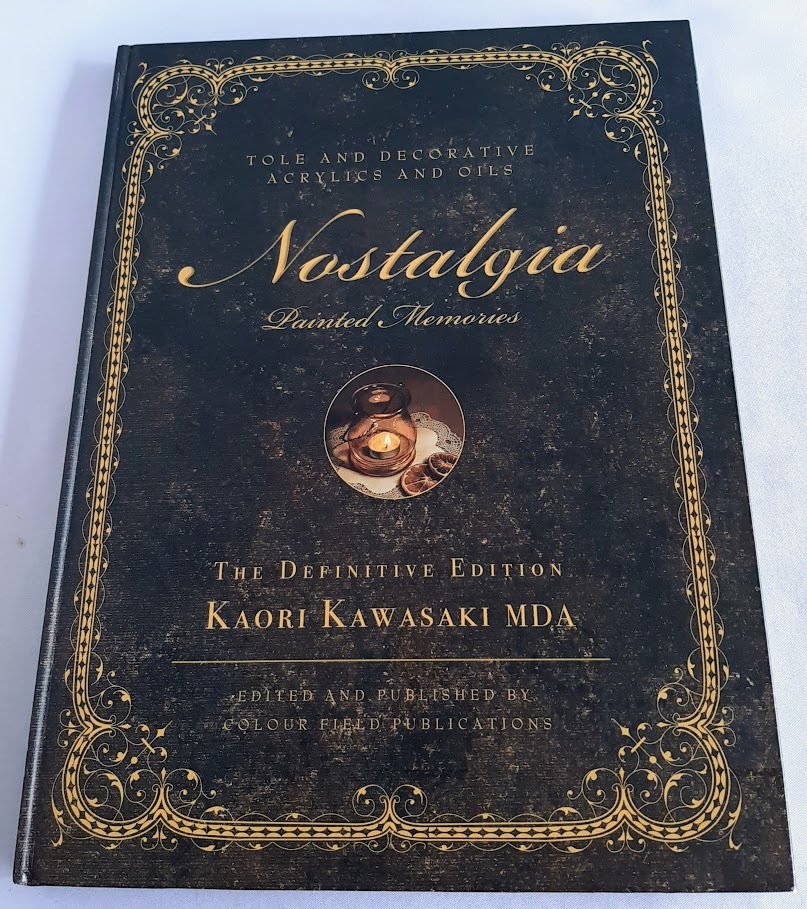 TOLE AND DECORATIVE
ACRYLICS AND OILS
Nostalgia
Painted Memories
THE DEFINITIVE EDITION
KAORI KAWASAKI MDA
EDITED AND PUBLISHED BY
COLOUR FIELD PUBLICATIONS